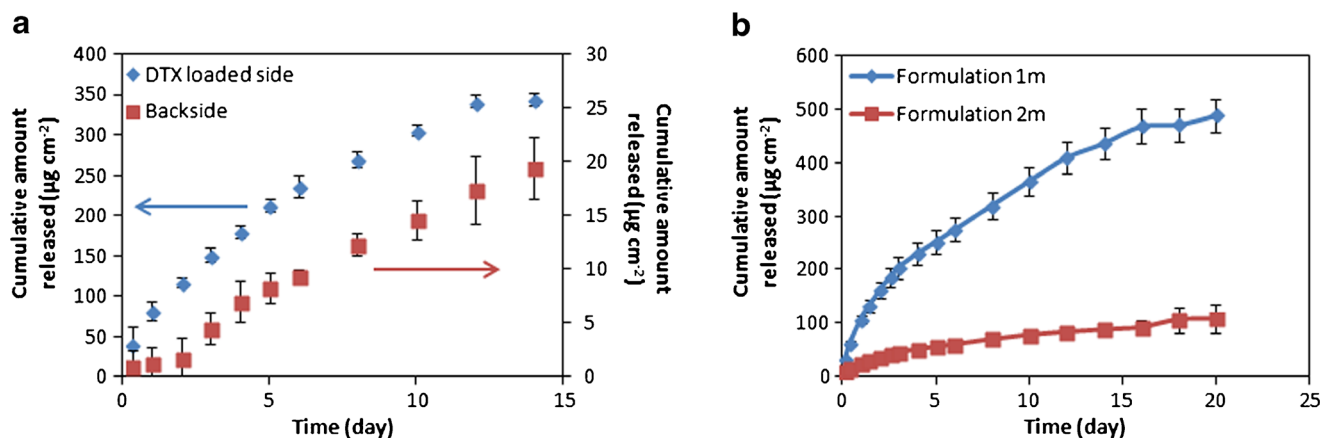 a
400
350
300
250
200
150
100
50
0
Cumulative amount
released (µg cm-2)
DTX loaded side
Backside
30
25
20
15
10
5
0
Cumulative amount
released (µg cm-2)
0 5 10 15
Time (day)
b
600
500
400
300
200
100
0
Cumulative amount
released (µg cm-2)
Formulation 1m
Formulation 2m
0 5 10 15 20 25
Time (day)